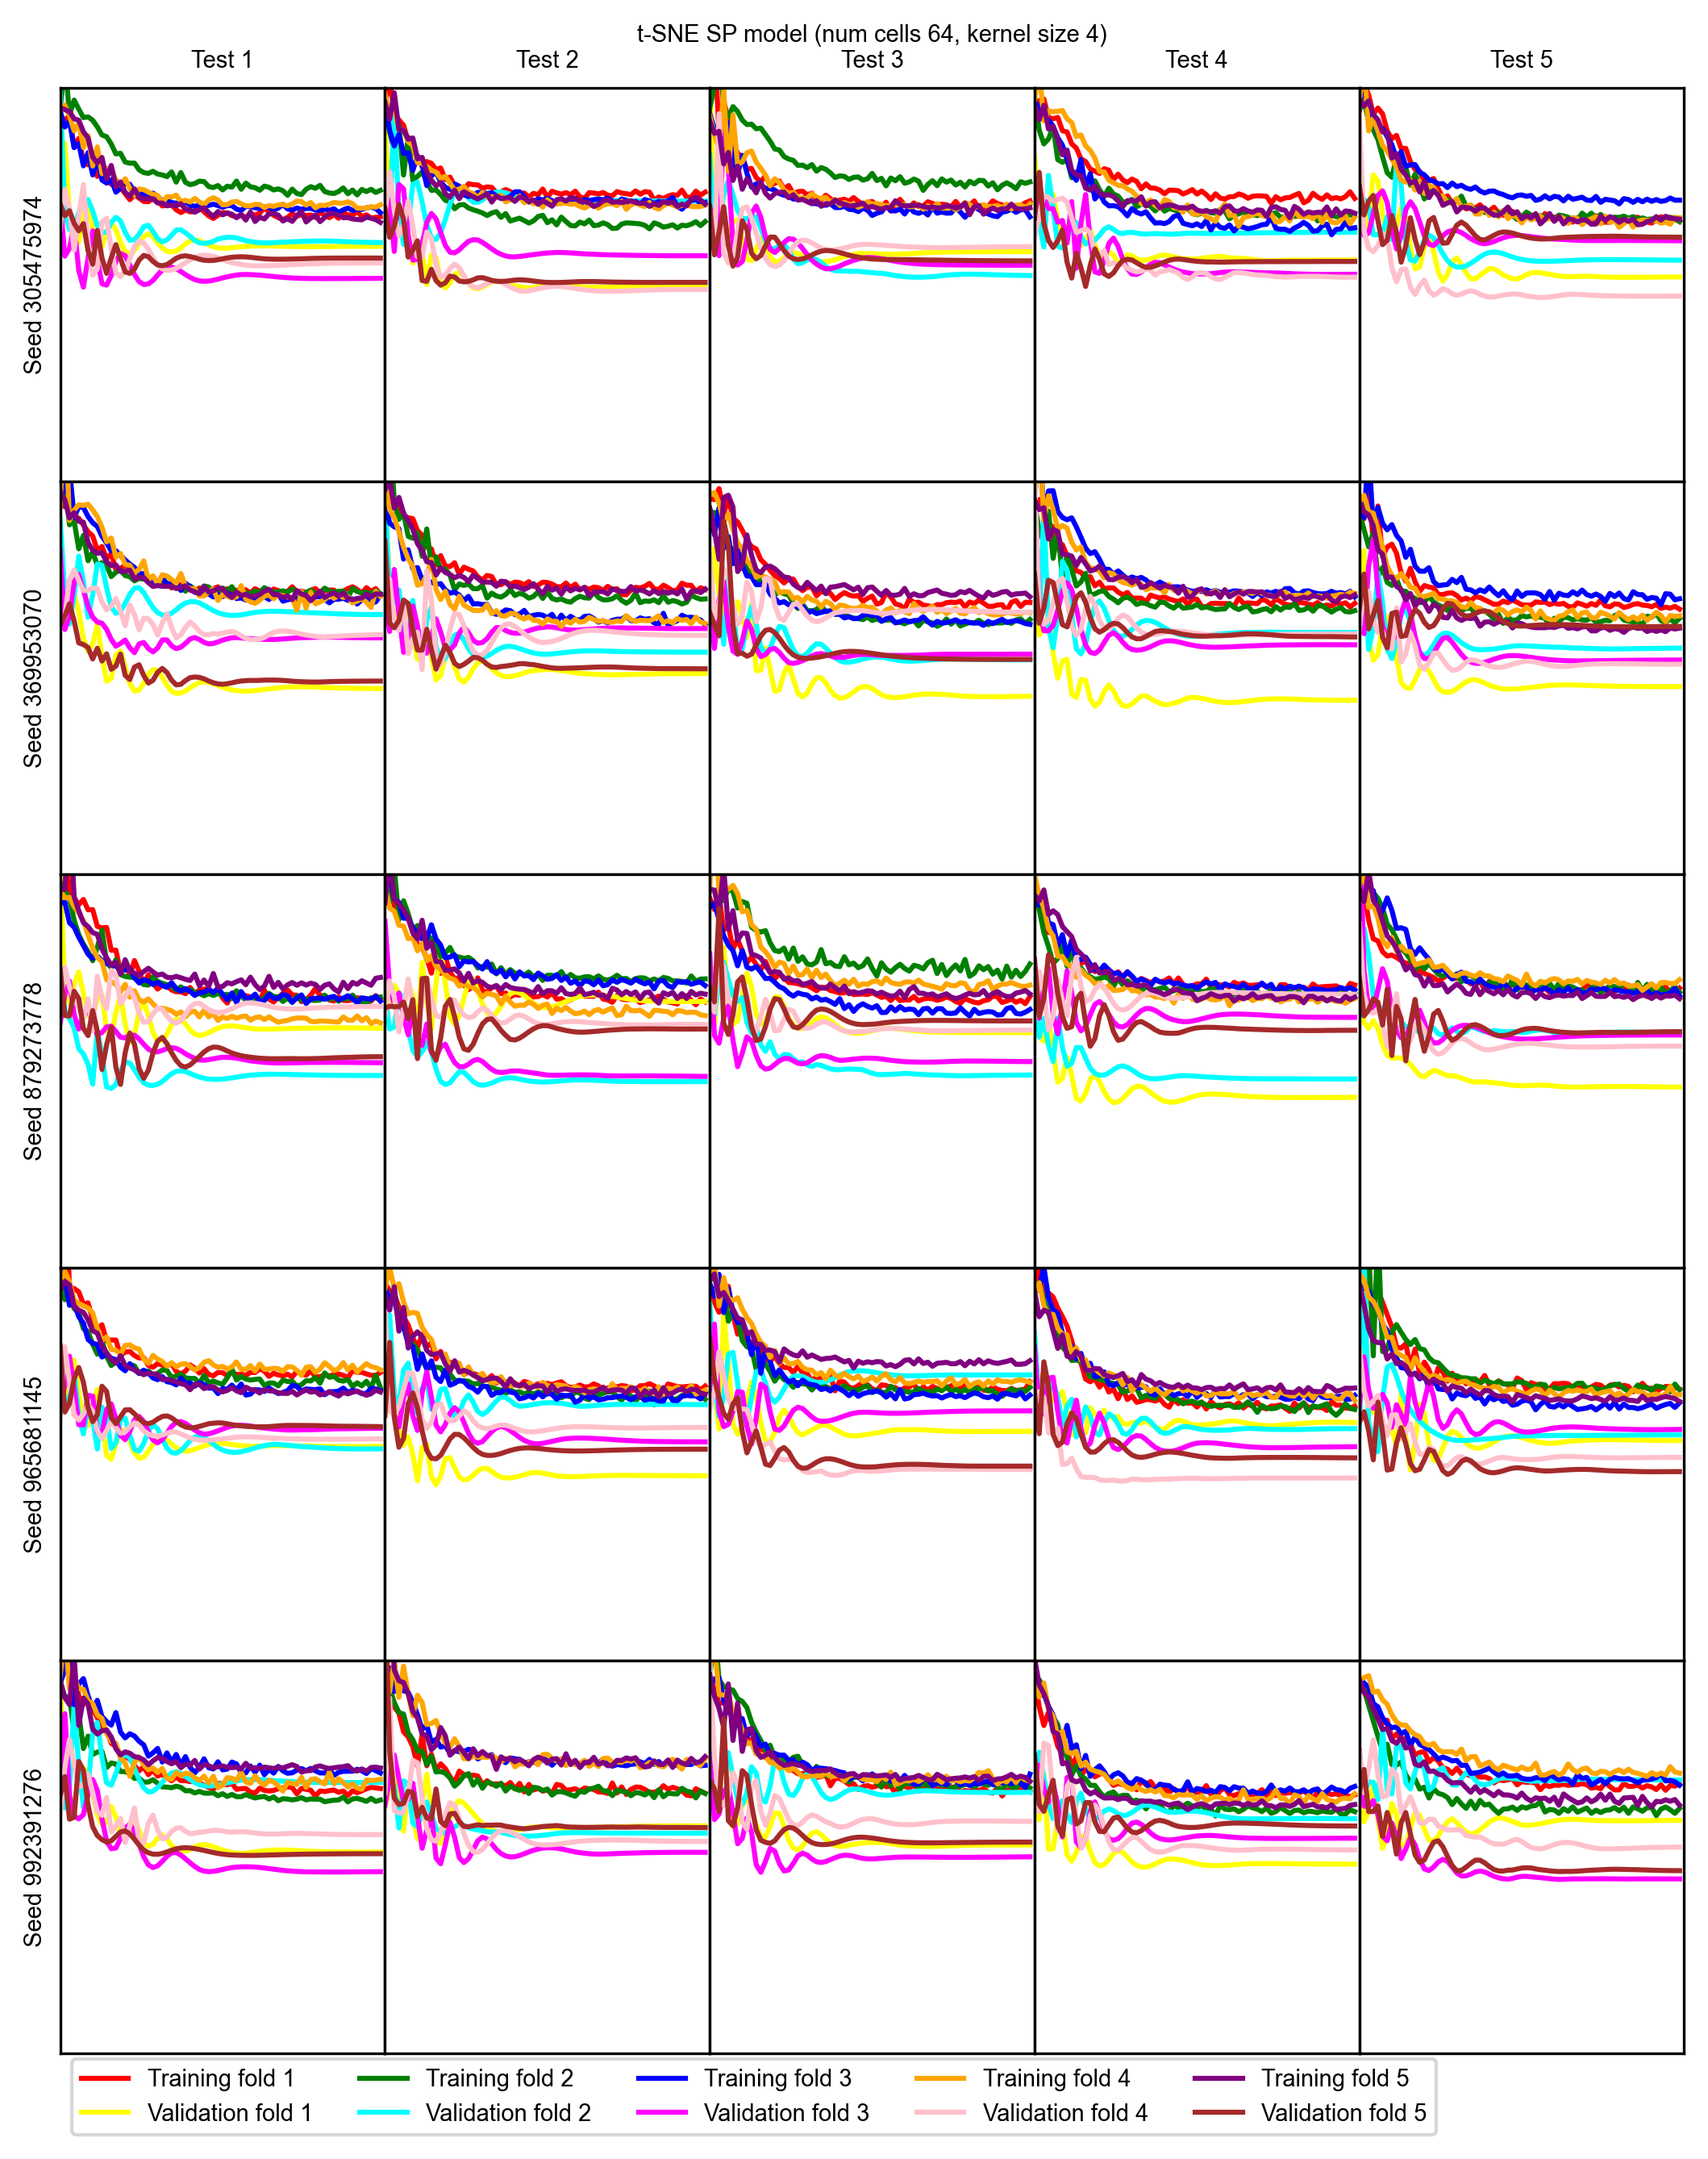 t-SNE SP model (num cells 64, kernel size 4)
Test 1 Test 2 Test 3 Test 4 Test 5
Seed 305475974
Seed 369953070
Seed 879273778
Seed 965681145
Seed 992391276
Training fold 1 Training fold 2 Training fold 3 Training fold 4 Training fold 5
Validation fold 1 Validation fold 2 Validation fold 3 Validation fold 4 Validation fold 5